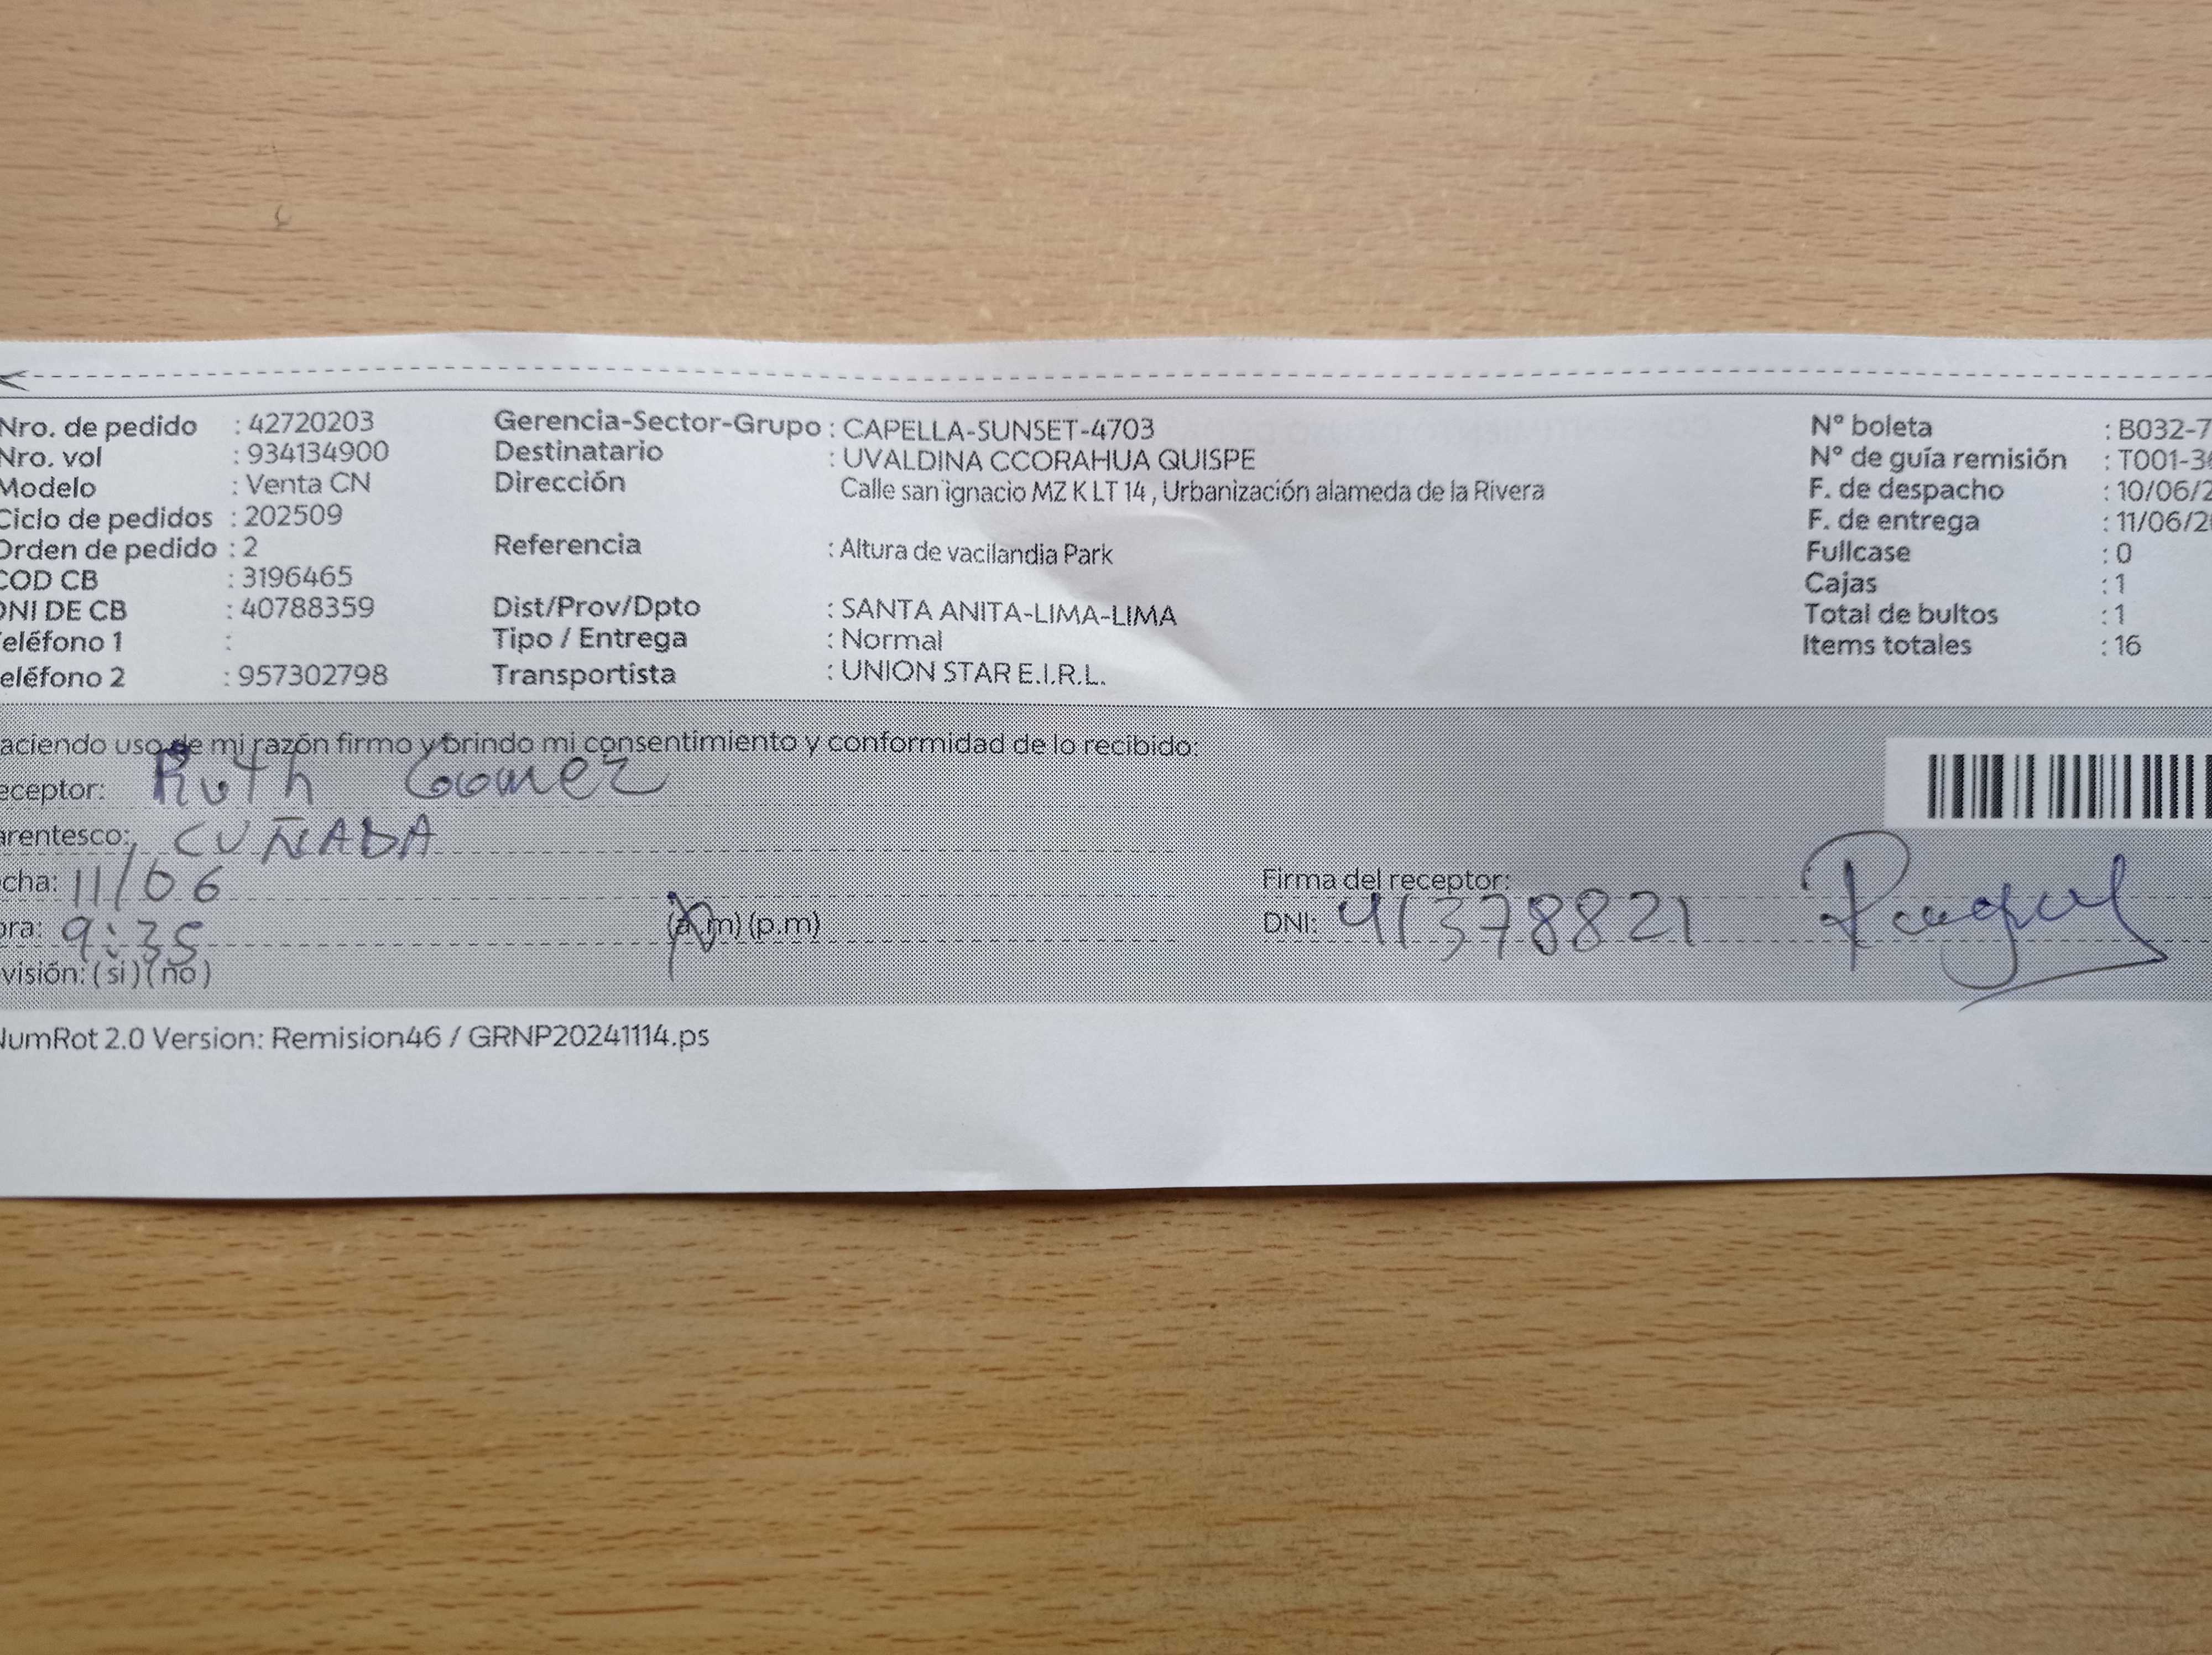 Nro. de pedido : 42720203 Gerencia-Sector-Grupo : CAPELLA-SUNSET-4703 N° boleta : B032-7
Nro. vol : 934134900 Destinatario : UVALDINA CCORAHUA QUISPE N° de guía remisión : T001-3
Modelo : Venta CN Dirección Calle san ignacio MZ K LT 14 , Urbanización alameda de la Rivera F. de despacho : 10/06/2
Ciclo de pedidos : 202509 F. de entrega : 11/06/2
Orden de pedido : 2 Referencia : Altura de vacilandia Park Fullcase : 0
COD CB : 3196465 Cajas : 1
DNI DE CB : 40788359 Dist/Prov/Dpto : SANTA ANITA-LIMA-LIMA Total de bultos : 1
eléfono 1 : Tipo / Entrega : Normal Items totales : 16
eléfono 2 : 957302798 Transportista : UNION STAR E.I.R.L.
aciendo uso de mi razón firmo y brindo mi consentimiento y conformidad de lo recibido:
eceptor: Ruth Gomez
arentesco: CUÑADA
cha: 11/06 Firma del receptor:
ora: 9:35 (a.m) (p.m) DNI: 41378821
visión: ( si ) ( no )
NumRot 2.0 Version: Remision46 / GRNP20241114.ps